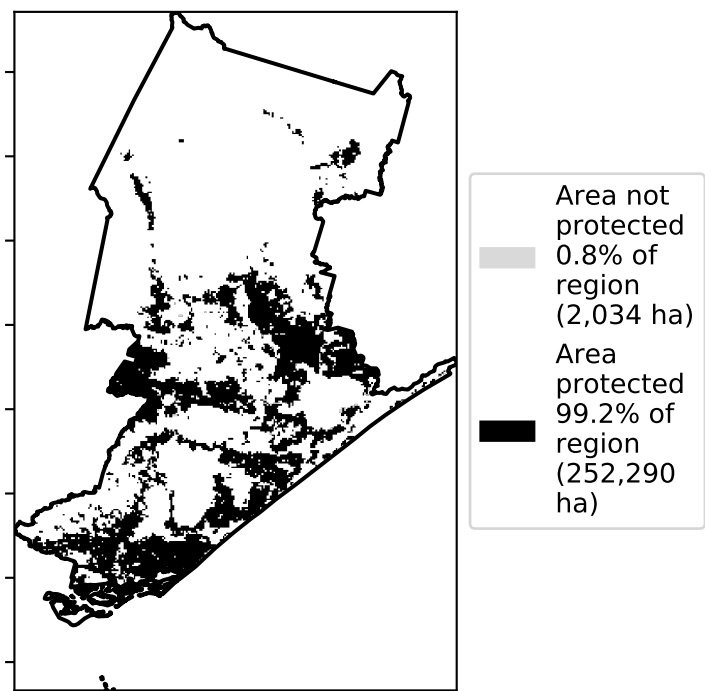 Area not
protected
0.8% of
region
(2,034 ha)
Area
protected
99.2% of
region
(252,290
ha)